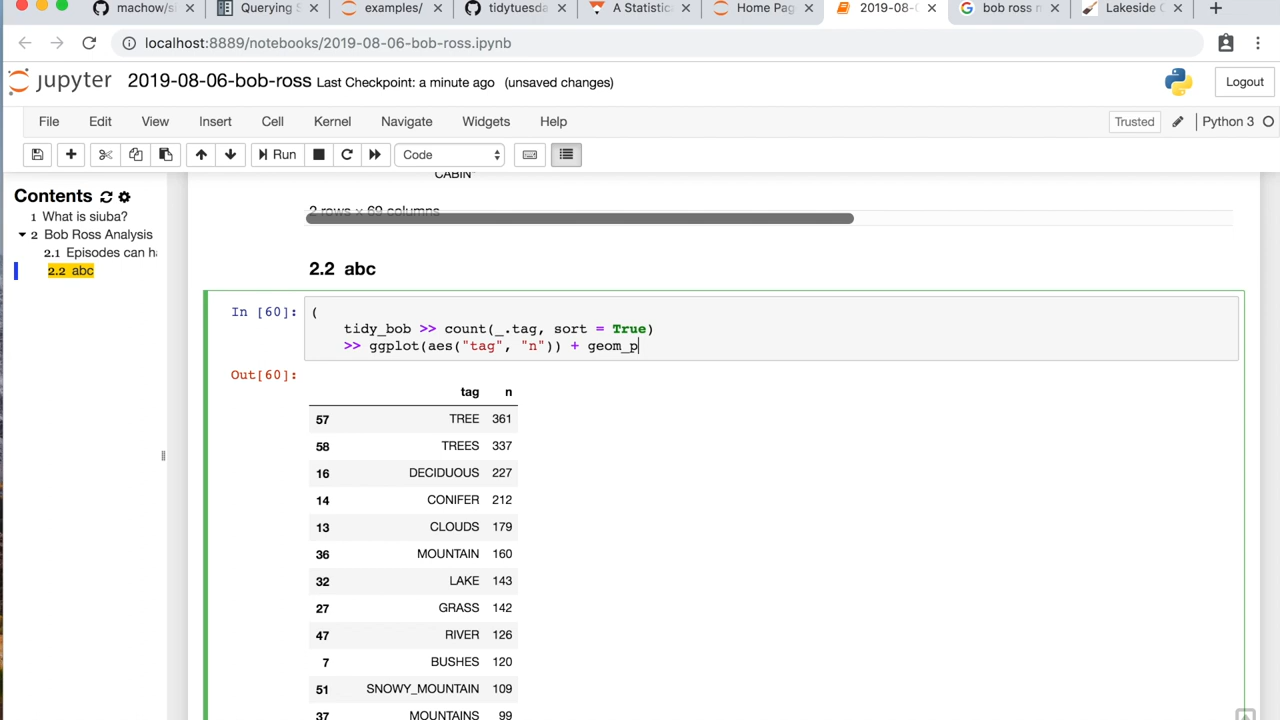 machow/si
Querying S
examples/
tidytuesda
A Statistica
Home Page
2019-08-
bob ross n
Lakeside C
localhost:8889/notebooks/2019-08-06-bob-ross.ipynb
jupyter 2019-08-06-bob-ross Last Checkpoint: a minute ago (unsaved changes)
Logout
File Edit View Insert Cell Kernel Navigate Widgets Help
Trusted
Python 3
Run
Code
Contents
1 What is siuba?
2 Bob Ross Analysis
2.1 Episodes can ha
2.2 abc
CABIN"
2 rows × 69 columns
2.2 abc
In [60]: (
tidy_bob >> count(_.tag, sort = True)
>> ggplot(aes("tag", "n")) + geom_p
Out[60]:
tag n
57 TREE 361
58 TREES 337
16 DECIDUOUS 227
14 CONIFER 212
13 CLOUDS 179
36 MOUNTAIN 160
32 LAKE 143
27 GRASS 142
47 RIVER 126
7 BUSHES 120
51 SNOWY_MOUNTAIN 109
37 MOUNTAINS 99